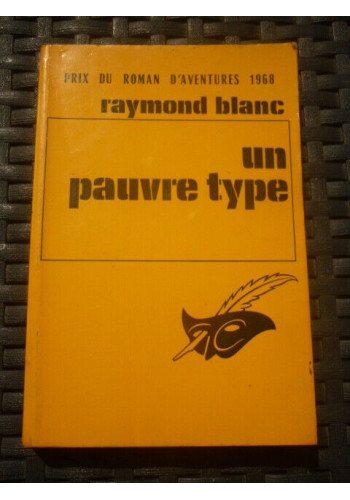 PRIX DU ROMAN D'AVENTURES 1968
raymond blanc
un
pauvre type